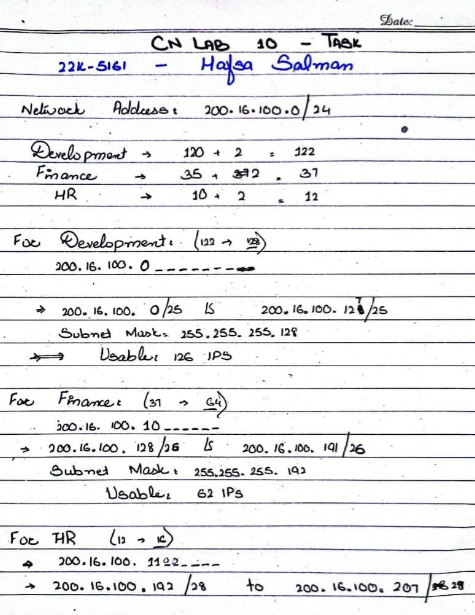 Date:
CN LAB 10 - TASK
22K-5161 - Hafsa Salman
Network Address: 200.16.100.0/24
Development → 120 + 2 = 122
Finance → 35 + 2 = 37
HR → 10 + 2 = 12
For Development: (122 → 128)
200.16.100.0_______
→ 200.16.100.0/25 to 200.16.100.127/25
Subnet Mask: 255.255.255.128
⇒ Usable: 126 IPS
For Finance: (37 → 64)
200.16.100.10______
→ 200.16.100.128/26 to 200.16.100.191/26
Subnet Mask: 255.255.255.192
Usable: 62 IPS
For HR (12 → 16)
→ 200.16.100.1100____
→ 200.16.100.192/28 to 200.16.100.207/28